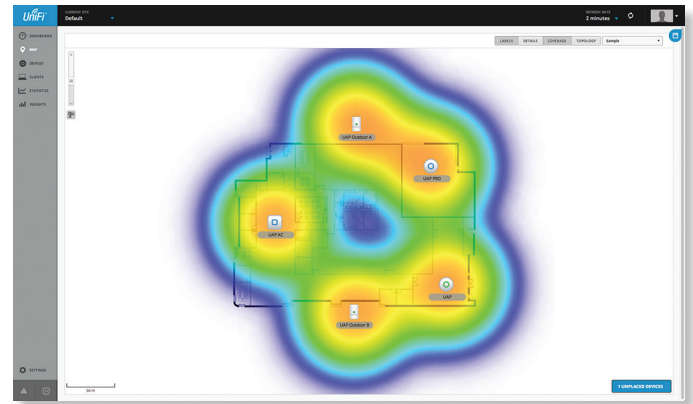 UniFi
CURRENT SITE
Default
REFRESH RATE
2 minutes
DASHBOARD
MAP
DEVICES
CLIENTS
STATISTICS
INSIGHTS
LABELS DETAILS COVERAGE TOPOLOGY Sample
UAP Outdoor A
UAP PRO
UAP AC
UAP
UAP Outdoor B
SETTINGS
1 UNPLACED DEVICES